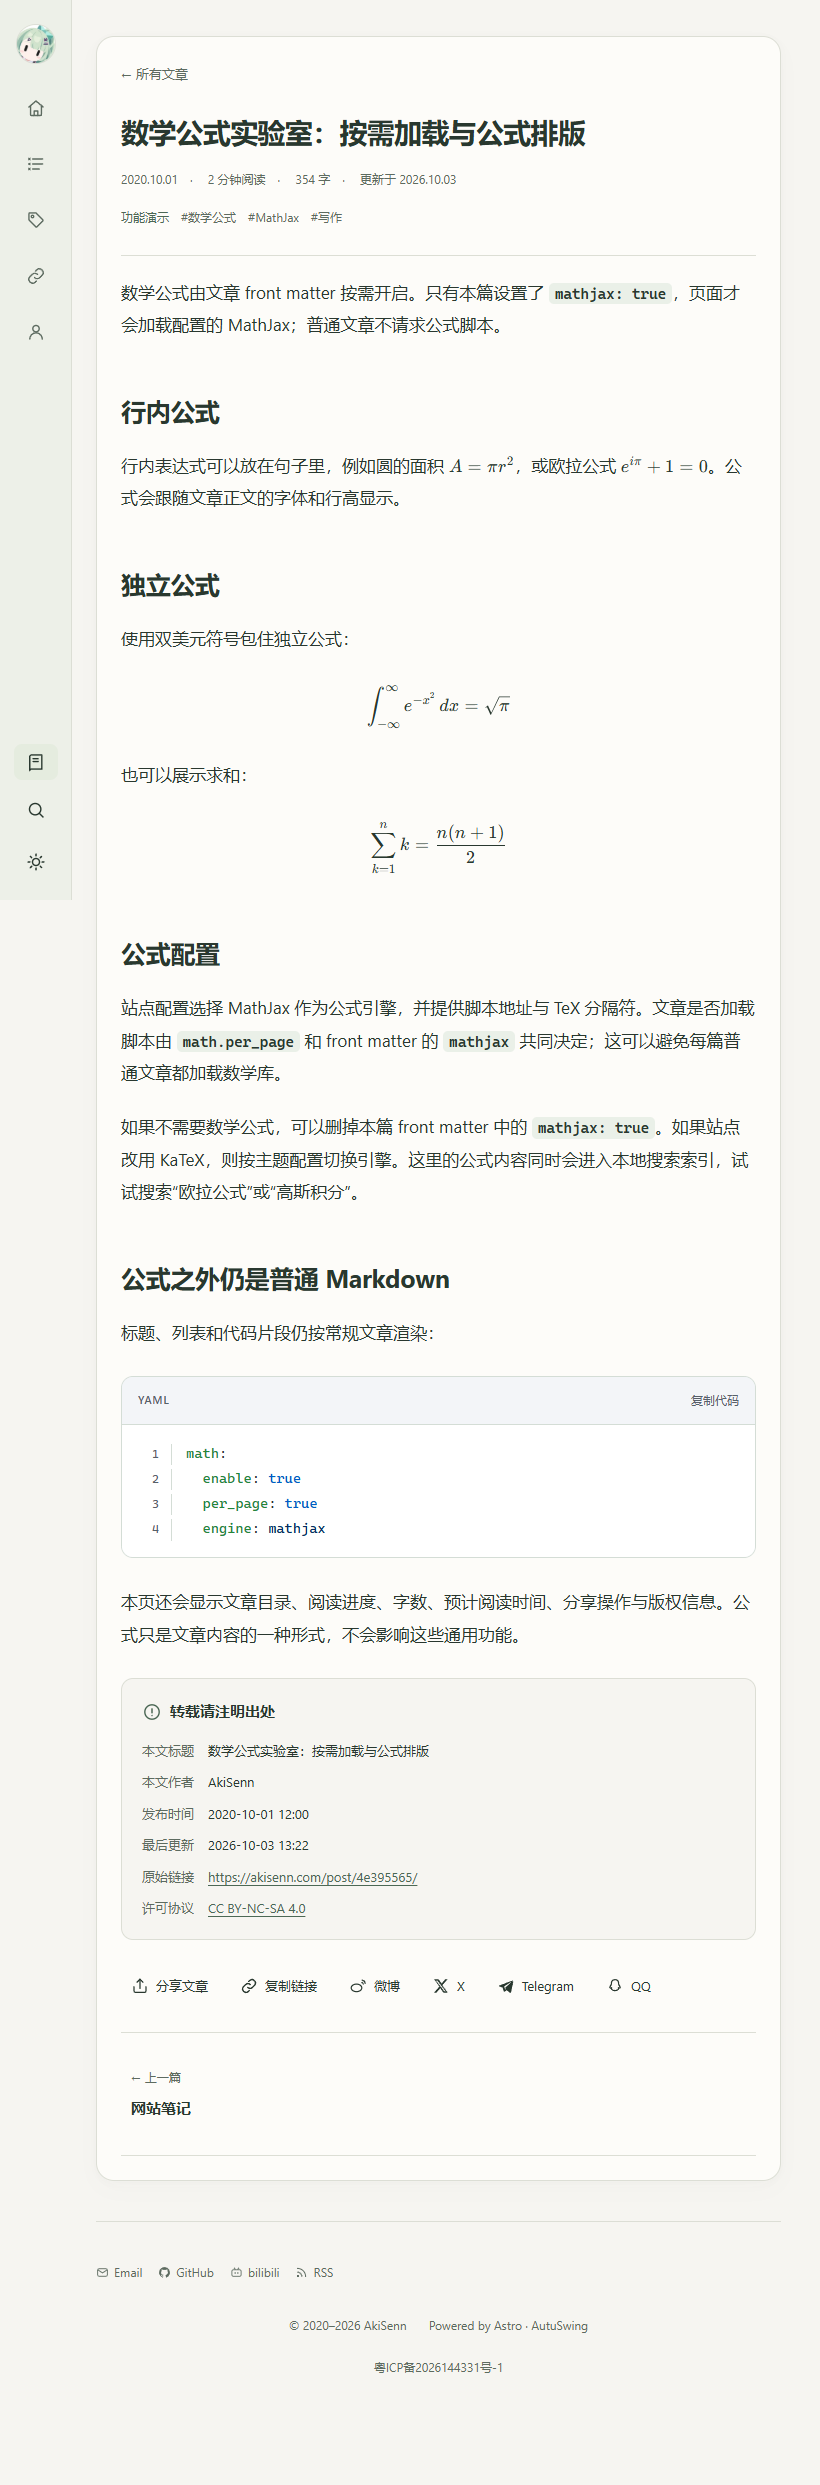 ← 所有文章
数学公式实验室：按需加载与公式排版
2020.10.01 · 2 分钟阅读 · 354 字 · 更新于 2026.10.03
功能演示 #数学公式 #MathJax #写作
数学公式由文章 front matter 按需开启。只有本篇设置了 mathjax: true，页面才
会加载配置的 MathJax；普通文章不请求公式脚本。
行内公式
行内表达式可以放在句子里，例如圆的面积 A = πr²，或欧拉公式 e^{iπ} + 1 = 0。公
式会跟随文章正文的字体和行高显示。
独立公式
使用双美元符号包住独立公式：
∫_{−∞}^{∞} e^{−x²} dx = √π
也可以展示求和：
∑_{k=1}^{n} k = n(n + 1)/2
公式配置
站点配置选择 MathJax 作为公式引擎，并提供脚本地址与 TeX 分隔符。文章是否加载
脚本由 math.per_page 和 front matter 的 mathjax 共同决定；这可以避免每篇普
通文章都加载数学库。
如果不需要数学公式，可以删掉本篇 front matter 中的 mathjax: true。如果站点
改用 KaTeX，则按主题配置切换引擎。这里的公式内容同时会进入本地搜索索引，试
试搜索“欧拉公式”或“高斯积分”。
公式之外仍是普通 Markdown
标题、列表和代码片段仍按常规文章渲染：
YAML 复制代码
1 math:
2   enable: true
3   per_page: true
4   engine: mathjax
本页还会显示文章目录、阅读进度、字数、预计阅读时间、分享操作与版权信息。公
式只是文章内容的一种形式，不会影响这些通用功能。
转载请注明出处
本文标题 数学公式实验室：按需加载与公式排版
本文作者 AkiSenn
发布时间 2020-10-01 12:00
最后更新 2026-10-03 13:22
原始链接 https://akisenn.com/post/4e395565/
许可协议 CC BY-NC-SA 4.0
分享文章 复制链接 微博 X Telegram QQ
← 上一篇
网站笔记
Email GitHub bilibili RSS
© 2020–2026 AkiSenn Powered by Astro · AutuSwing
粤ICP备2026144331号-1